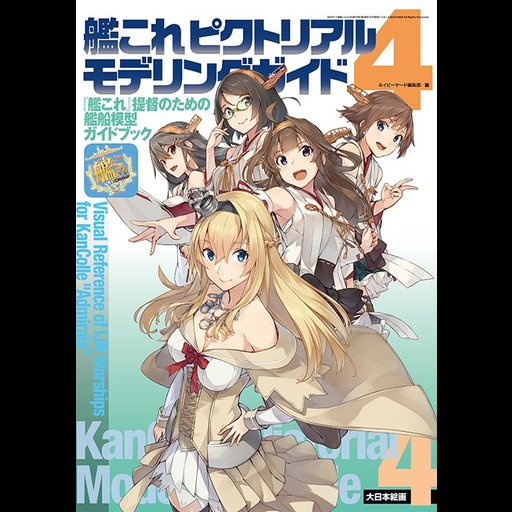 艦これ ピクトリアル
モデリングガイド4
ネイビーヤード編集部/編
『艦これ』提督のための
艦船模型
ガイドブック
Visual Reference of IJN Warships
for KanColle "Admirals"
4
大日本絵画